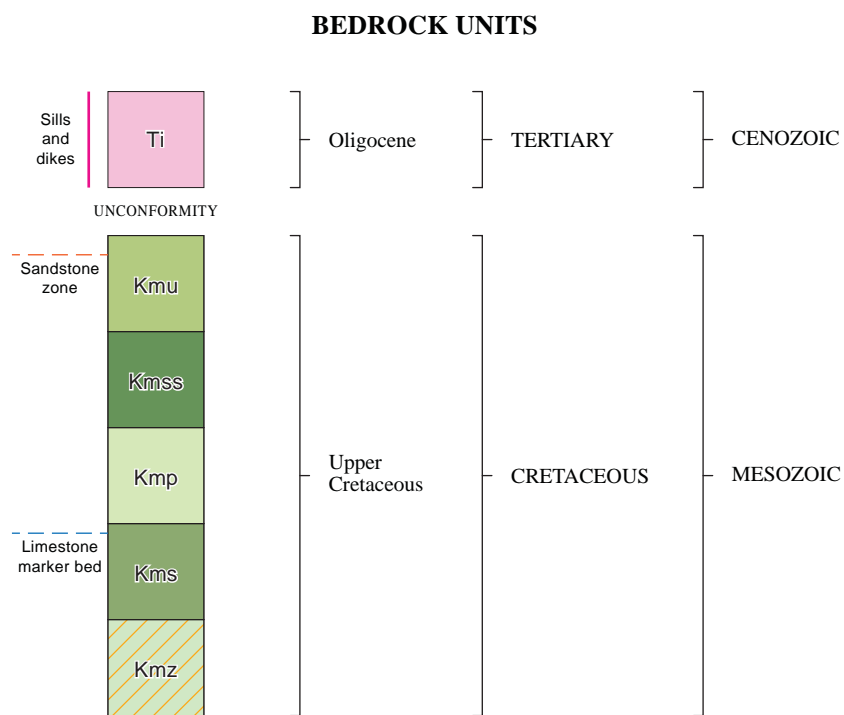 BEDROCK UNITS
Sills
and
dikes
Ti
Oligocene
TERTIARY
CENOZOIC
UNCONFORMITY
Sandstone
zone
Kmu
Kmss
Kmp
Upper
Cretaceous
CRETACEOUS
MESOZOIC
Limestone
marker bed
Kms
Kmz